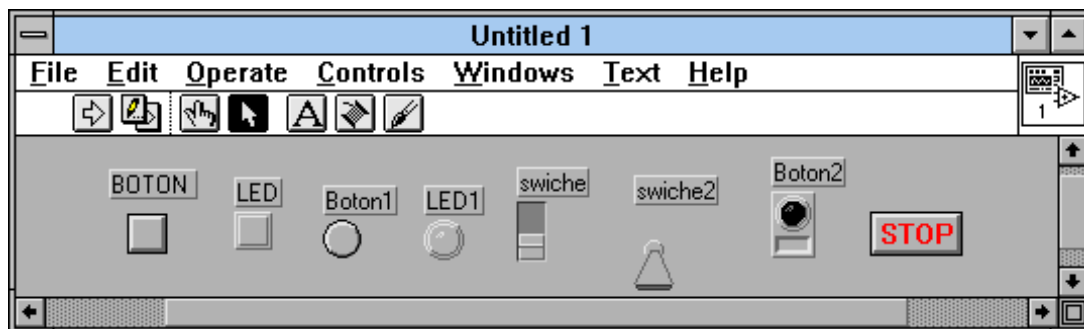 Untitled 1
File Edit Operate Controls Windows Text Help
A
1
BOTON LED Boton1 LED1 swiche swiche2 Boton2
STOP